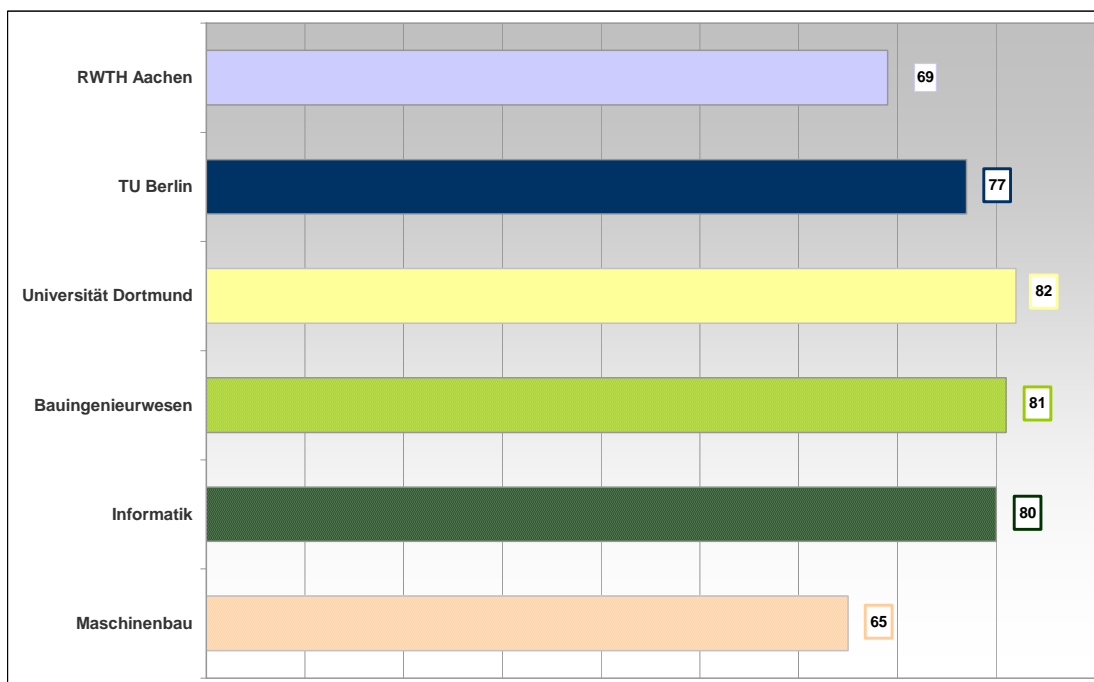 RWTH Aachen 69
TU Berlin 77
Universität Dortmund 82
Bauingenieurwesen 81
Informatik 80
Maschinenbau 65